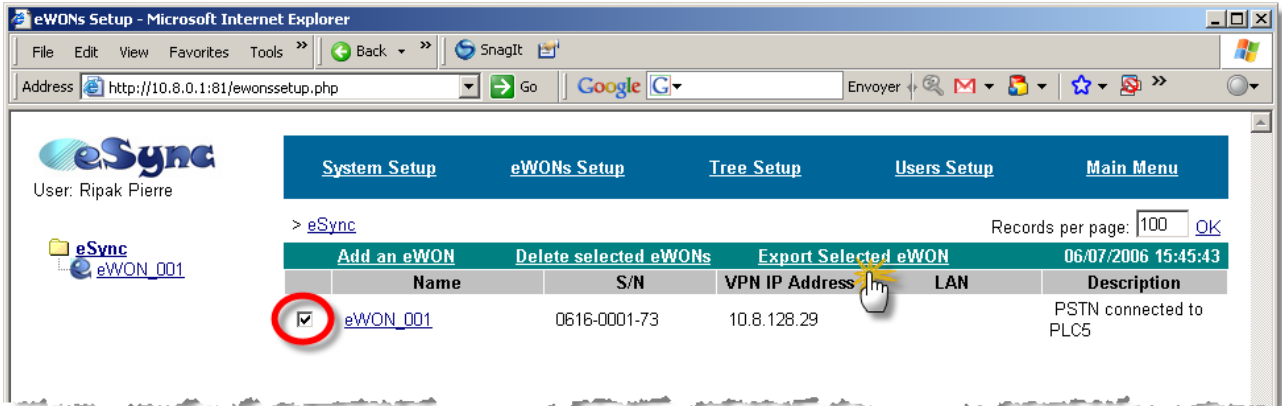 eWONs Setup - Microsoft Internet Explorer
File Edit View Favorites Tools » Back » SnagIt
Address http://10.8.0.1:81/ewonssetup.php Go Google G Envoyer »
eSync
System Setup eWONs Setup Tree Setup Users Setup Main Menu
User: Ripak Pierre
> eSync Records per page: 100 OK
eSync
Add an eWON Delete selected eWONs Export Selected eWON 06/07/2006 15:45:43
eWON_001
Name S/N VPN IP Address LAN Description
eWON_001 0616-0001-73 10.8.128.29 PSTN connected to
PLC5